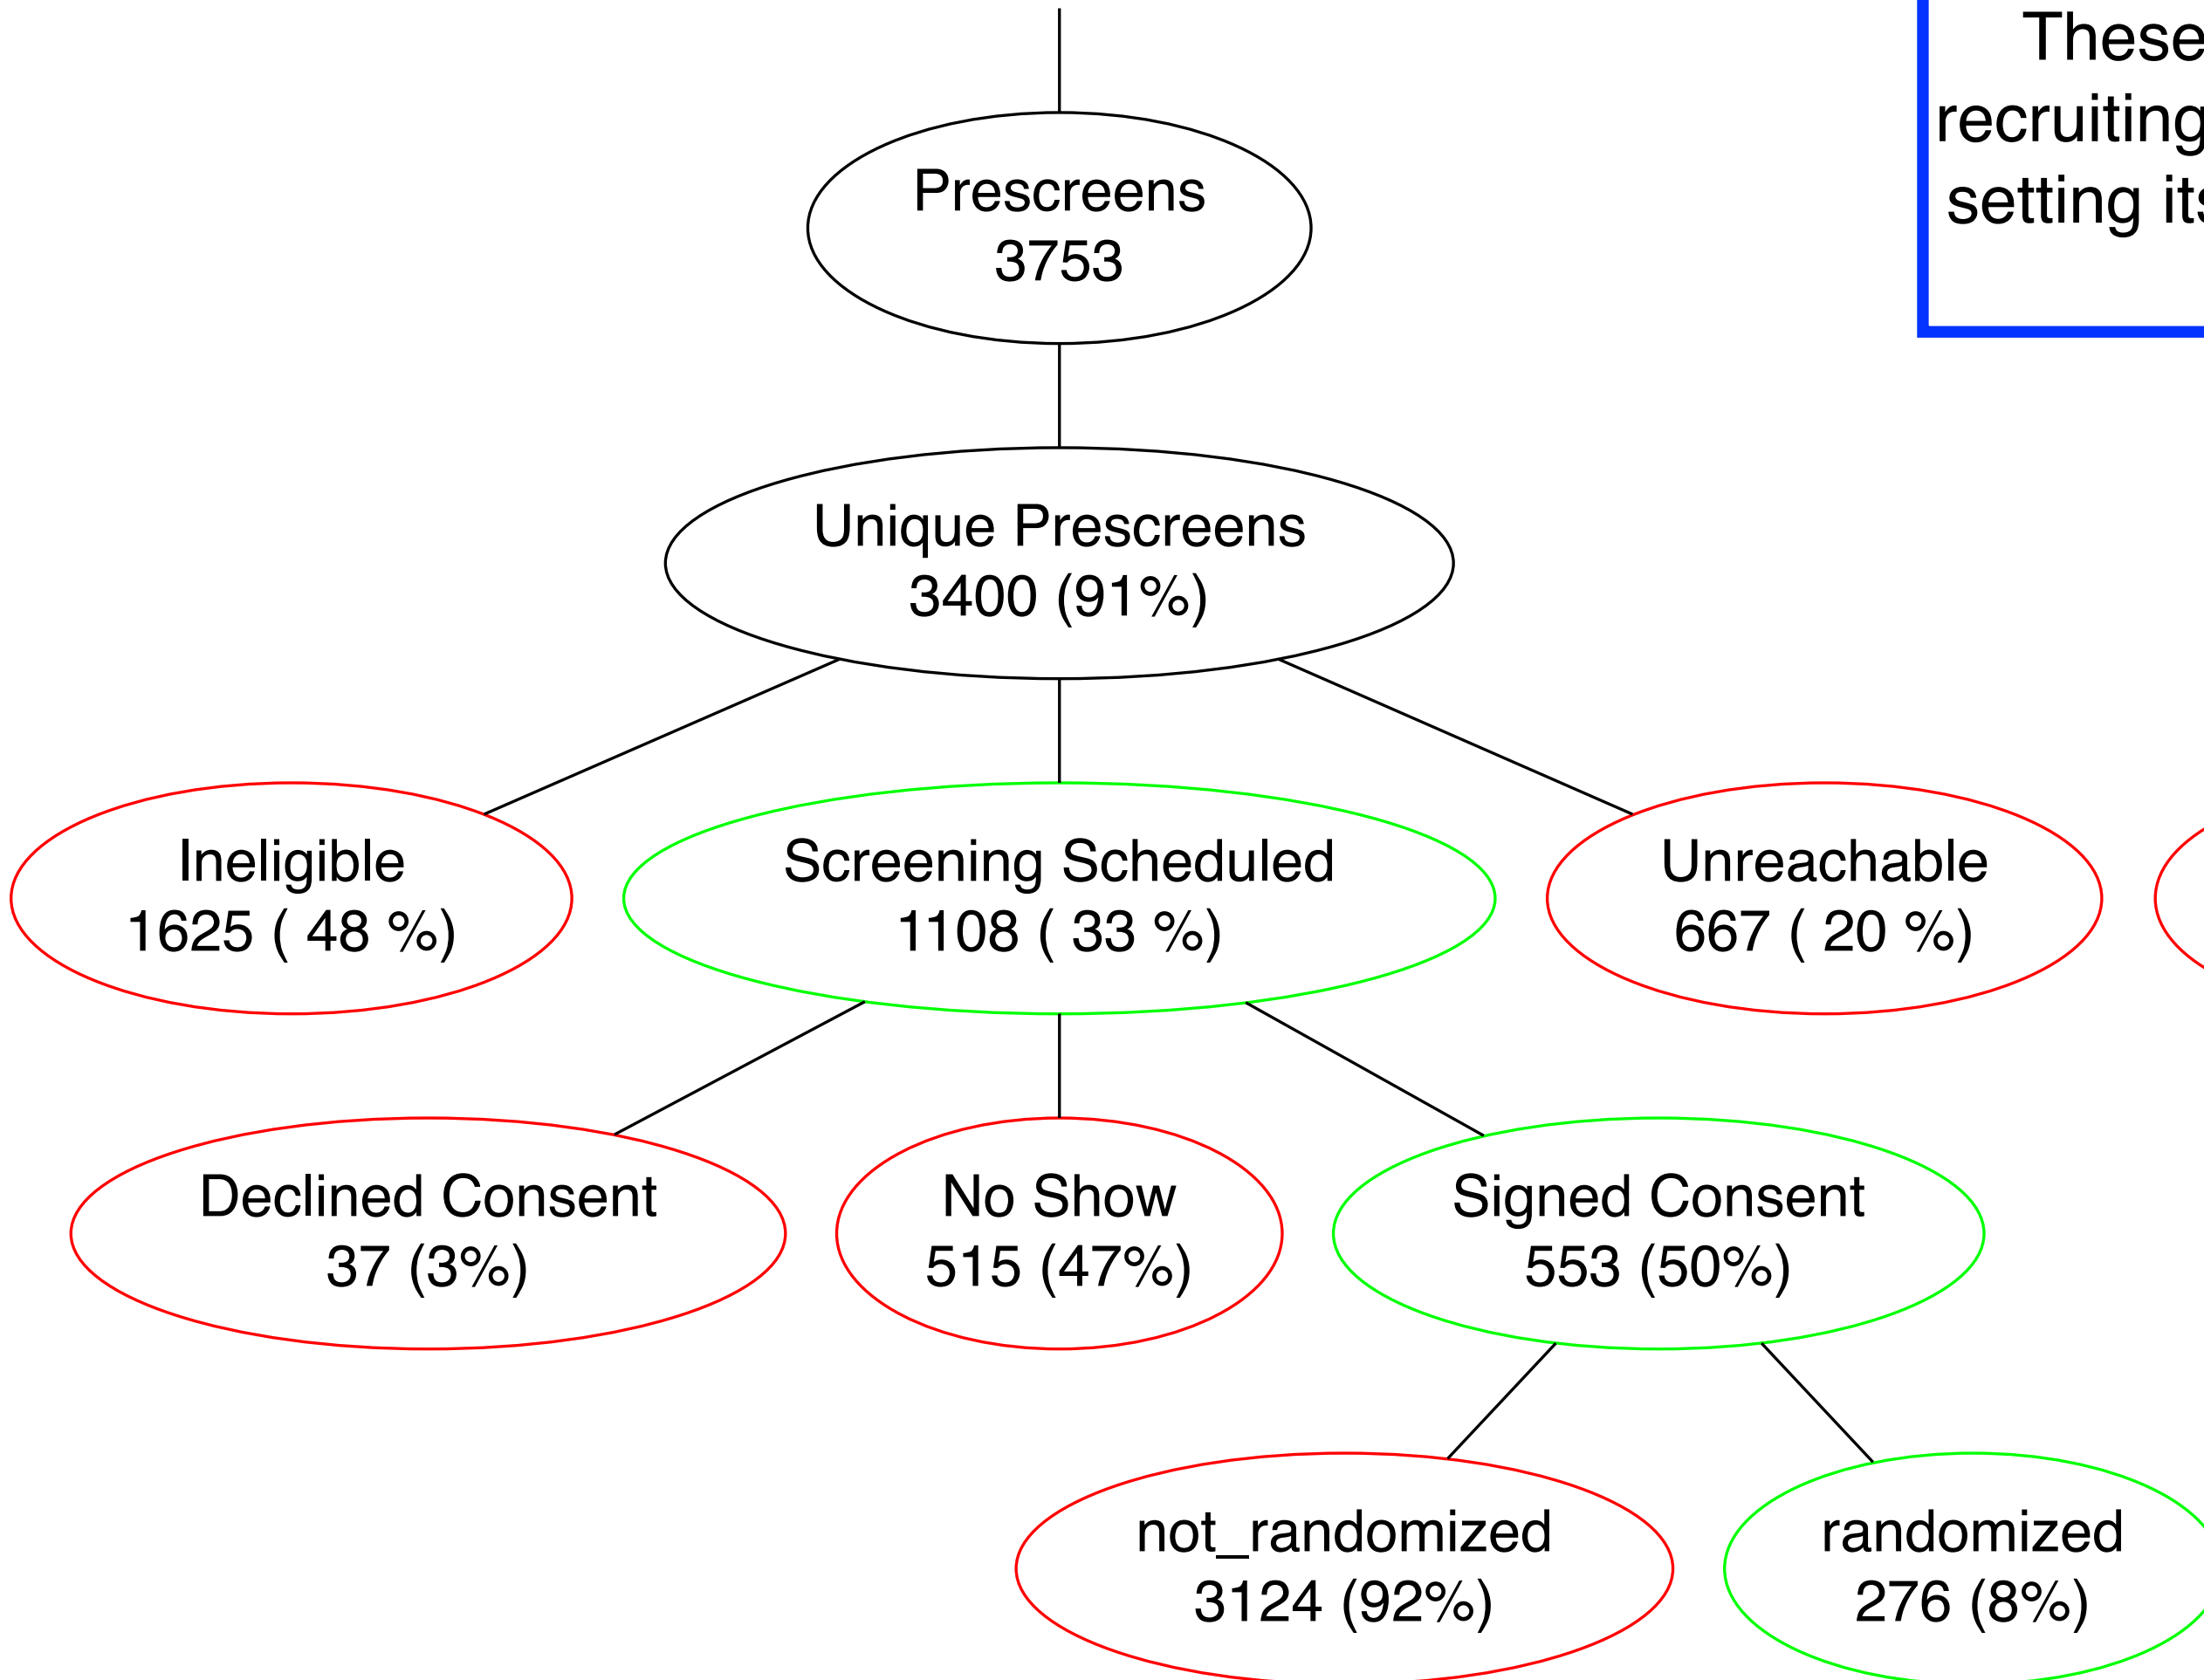 These
recruiting
setting its
Prescreens
3753
Unique Prescreens
3400 (91%)
Ineligible
1625 ( 48 %)
Screening Scheduled
1108 ( 33 %)
Unreachable
667 ( 20 %)
Declined Consent
37 (3%)
No Show
515 (47%)
Signed Consent
553 (50%)
not_randomized
3124 (92%)
randomized
276 (8%)